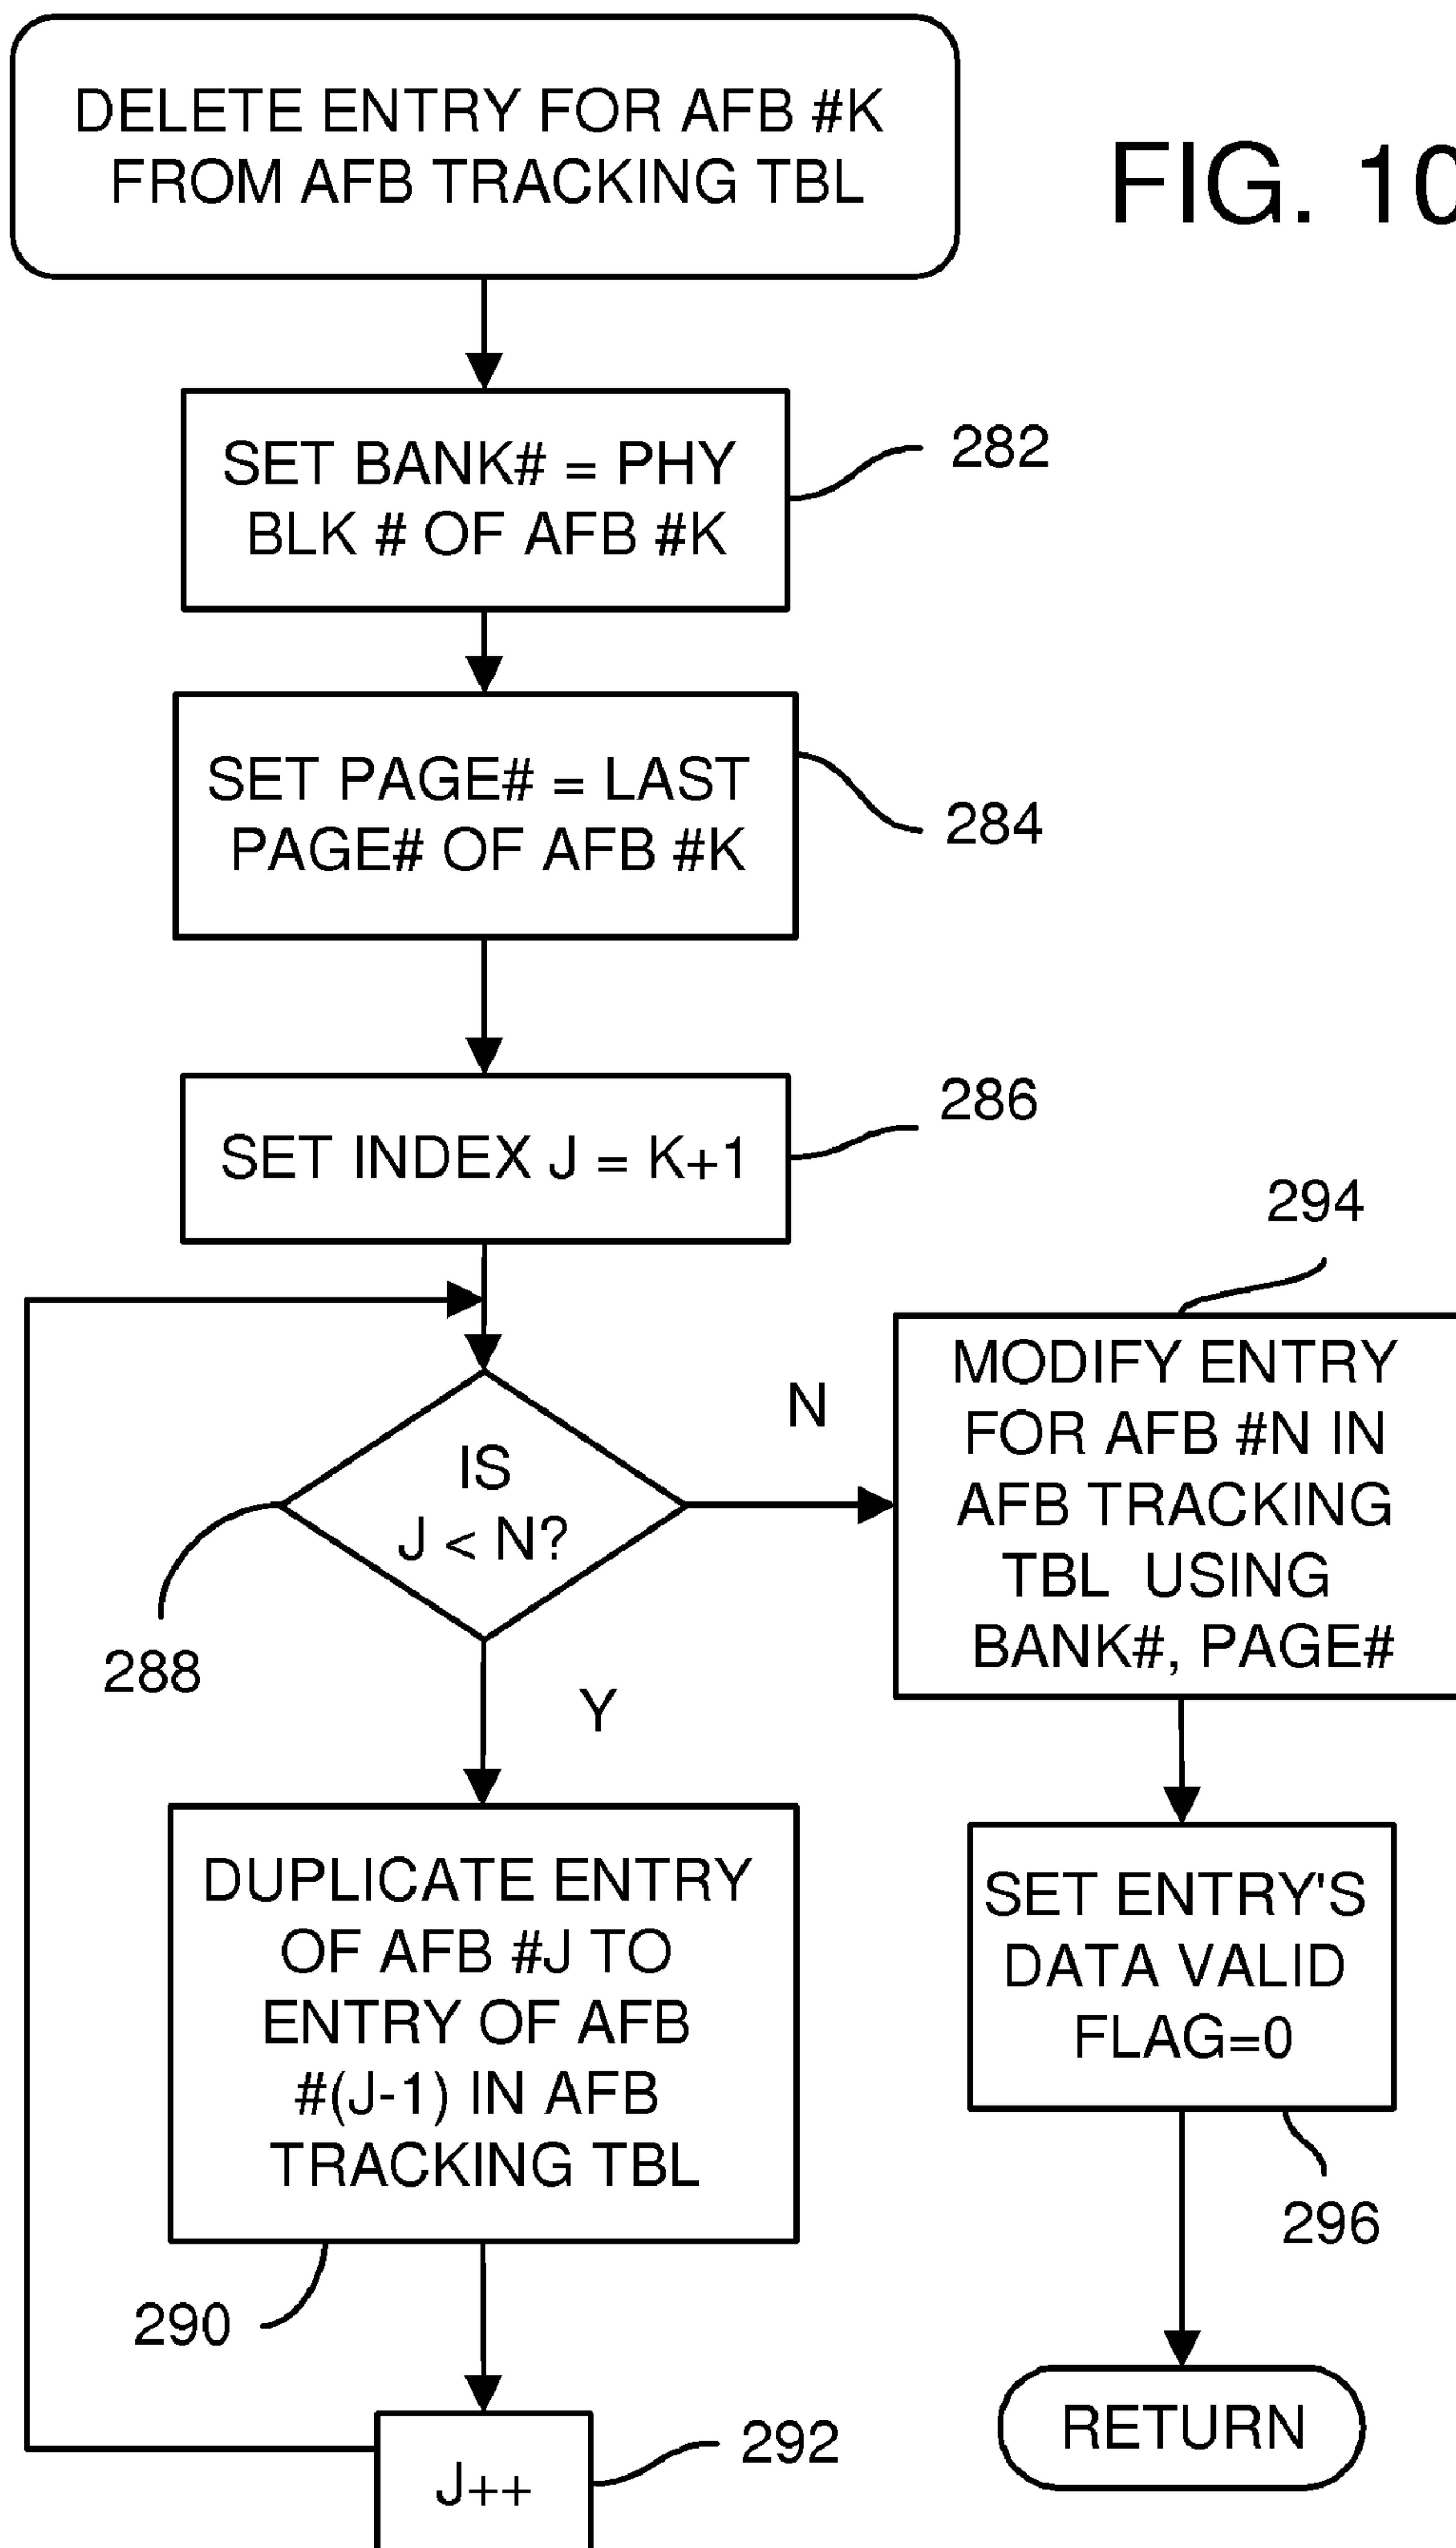 DELETE ENTRY FOR AFB #K
FROM AFB TRACKING TBL
FIG. 10
SET BANK# = PHY
BLK # OF AFB #K
282
SET PAGE# = LAST
PAGE# OF AFB #K
284
SET INDEX J = K+1
286
IS
J < N?
288
N
Y
294
MODIFY ENTRY
FOR AFB #N IN
AFB TRACKING
TBL USING
BANK#, PAGE#
DUPLICATE ENTRY
OF AFB #J TO
ENTRY OF AFB
#(J-1) IN AFB
TRACKING TBL
290
SET ENTRY'S
DATA VALID
FLAG=0
296
J++
292
RETURN